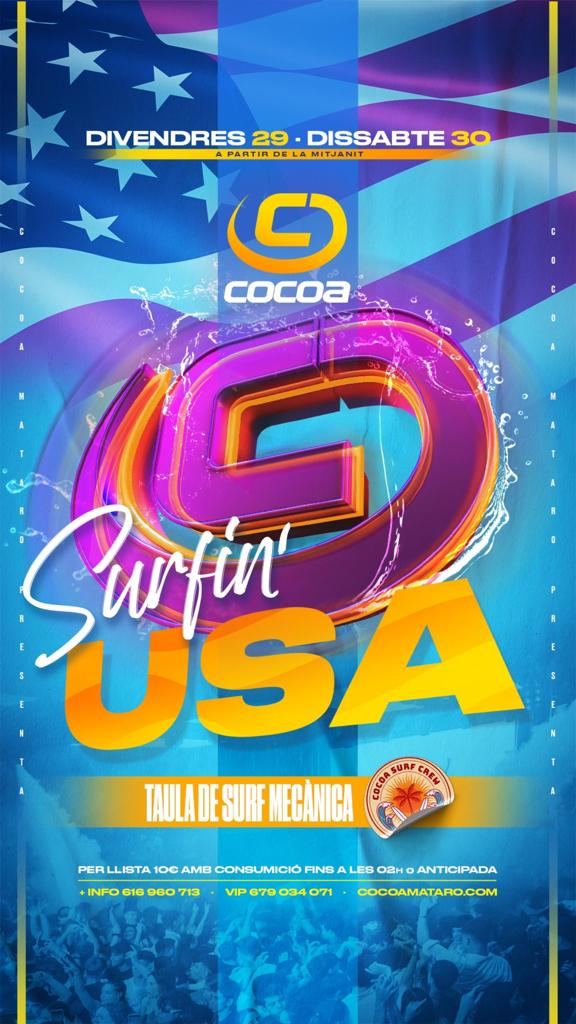 DIVENDRES 29 · DISSABTE 30
A PARTIR DE LA MITJANIT
COCOA
COCOA MATARO PRESENTA
COCOA MATARO PRESENTA
Surfin'
USA
TAULA DE SURF MECÀNICA
COCOA SURF CREW
PER LLISTA 10€ AMB CONSUMICIÓ FINS A LES 02H O ANTICIPADA
+ INFO 616 960 713 · VIP 679 034 071 · COCOAMATARO.COM